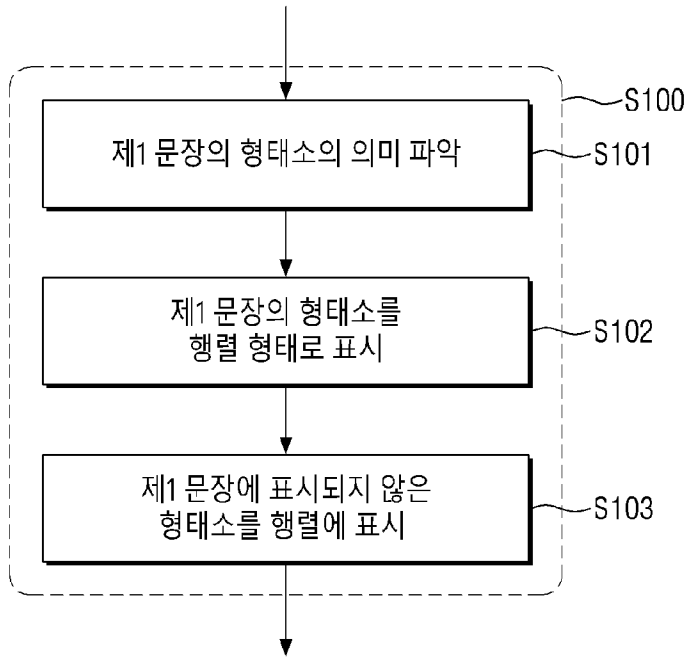 S100
제1 문장의 형태소의 의미 파악
S101
제1 문장의 형태소를
행렬 형태로 표시
S102
제1 문장에 표시되지 않은
형태소를 행렬에 표시
S103